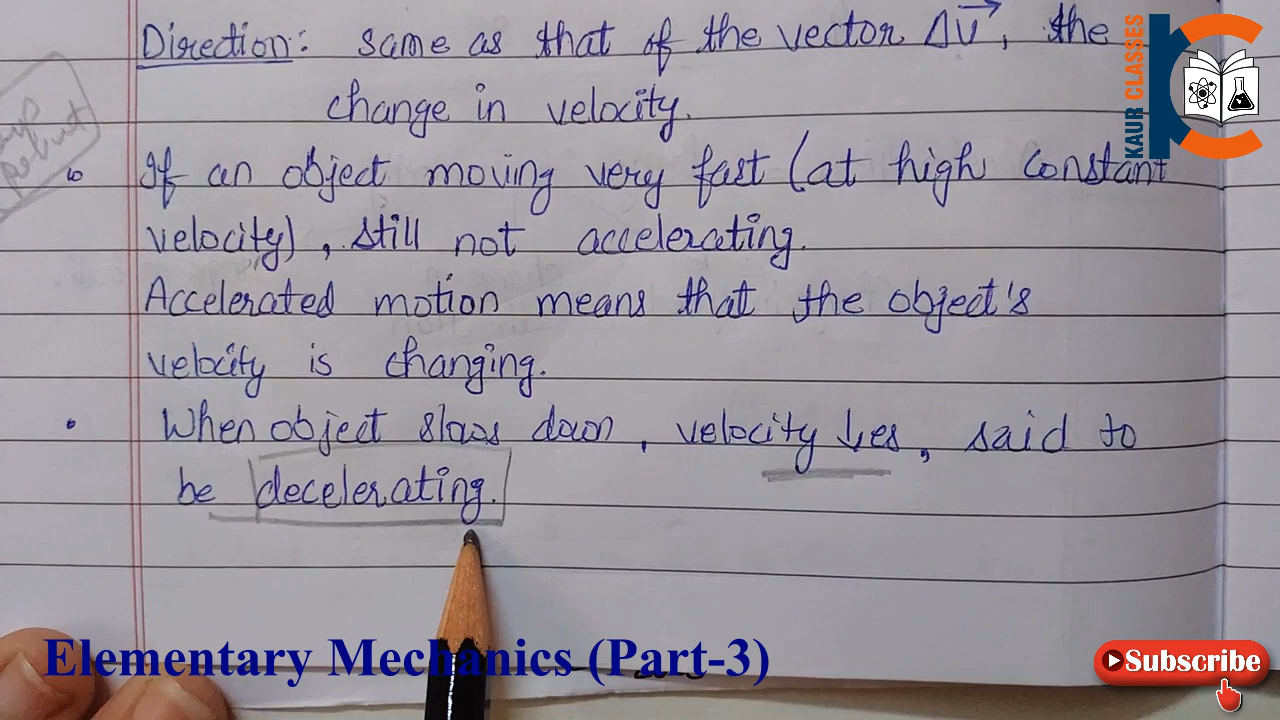 Direction: same as that of the vector Δv⃗, the
change in velocity.
If an object moving very fast (at high constant
velocity), still not accelerating.
Accelerated motion means that the object's
velocity is changing.
• When object slows down, velocity ↓es, said to
be decelerating.
Elementary Mechanics (Part-3)
KAUR CLASSES
Subscribe